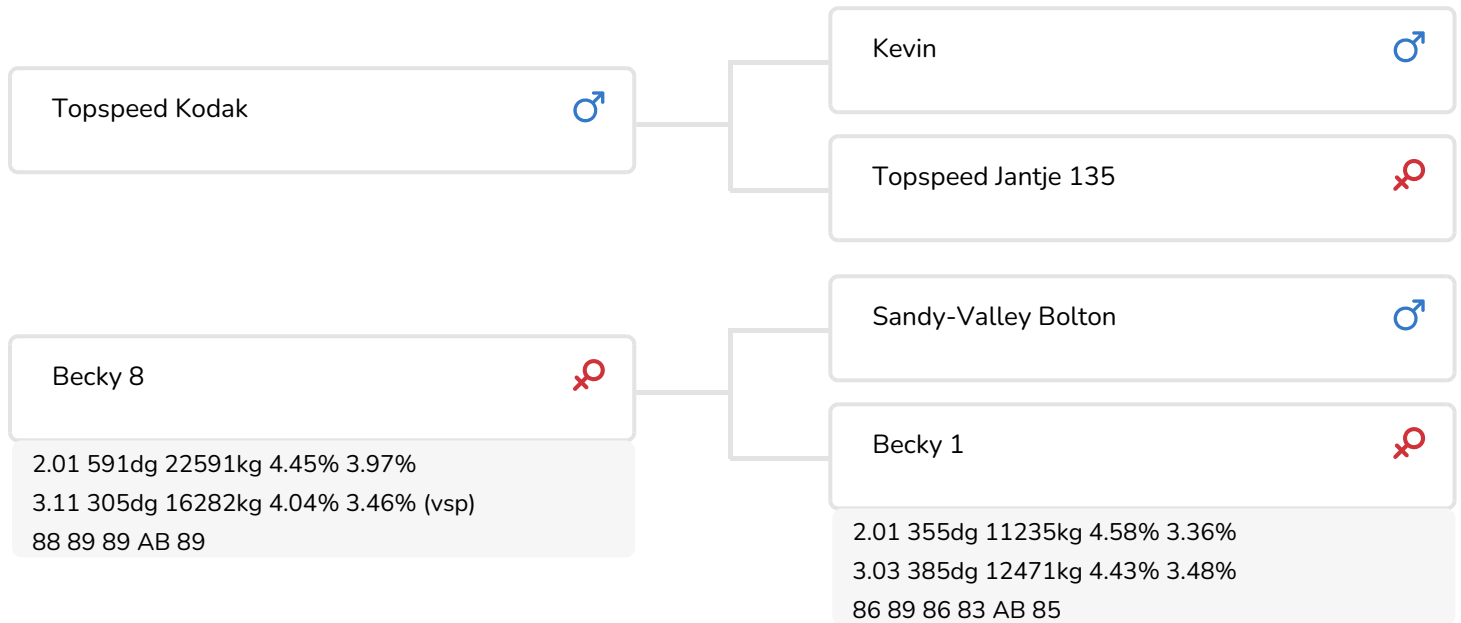 Kevin
Topspeed Kodak
Topspeed Jantje 135
Sandy-Valley Bolton
Becky 8
2.01 591dg 22591kg 4.45% 3.97%
3.11 305dg 16282kg 4.04% 3.46% (vsp)
88 89 89 AB 89
Becky 1
2.01 355dg 11235kg 4.58% 3.36%
3.03 385dg 12471kg 4.43% 3.48%
86 89 86 83 AB 85